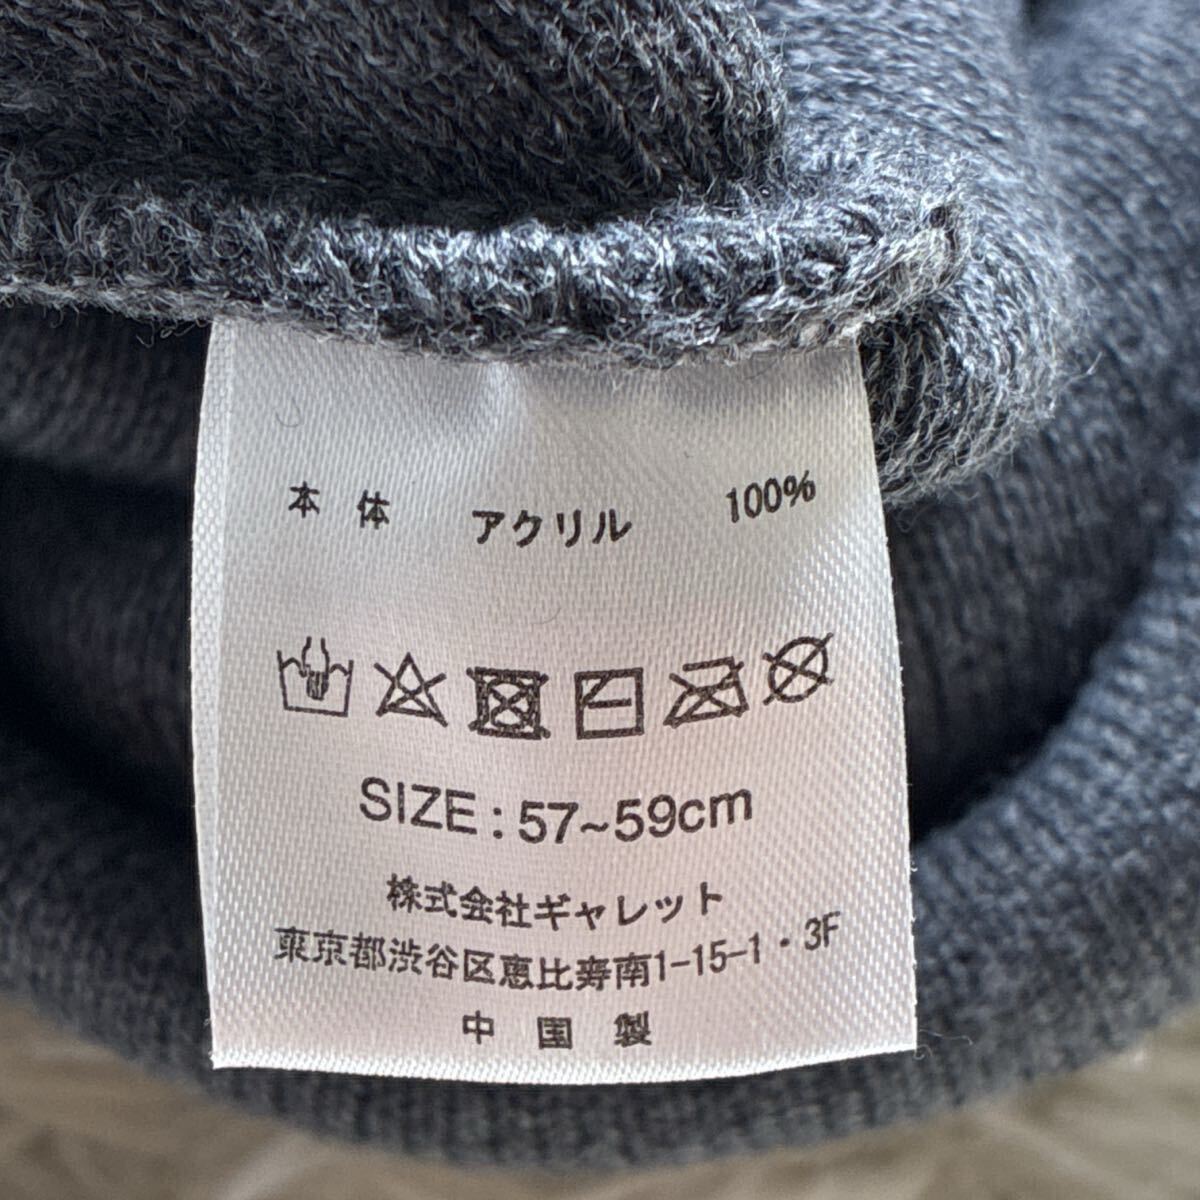 本体 アクリル 100%
SIZE : 57~59cm
株式会社ギャレット
東京都渋谷区恵比寿南1-15-1・3F
中国製